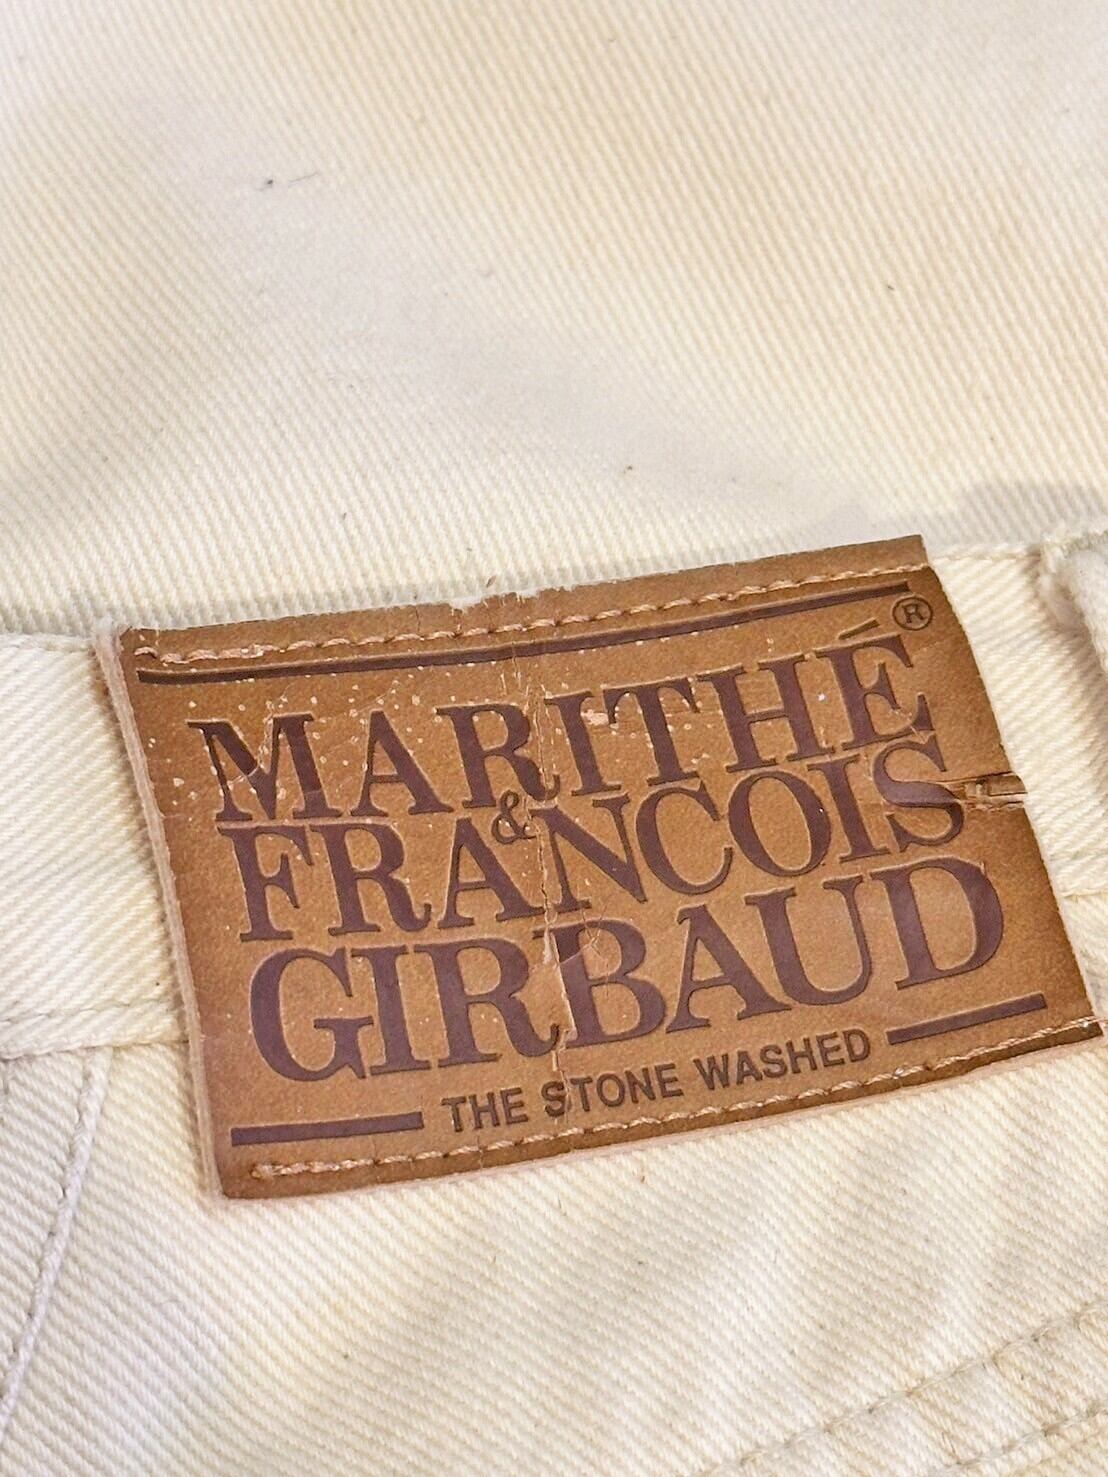 MARITHÉ ®
&
FRANCOIS
GIRBAUD
THE STONE WASHED